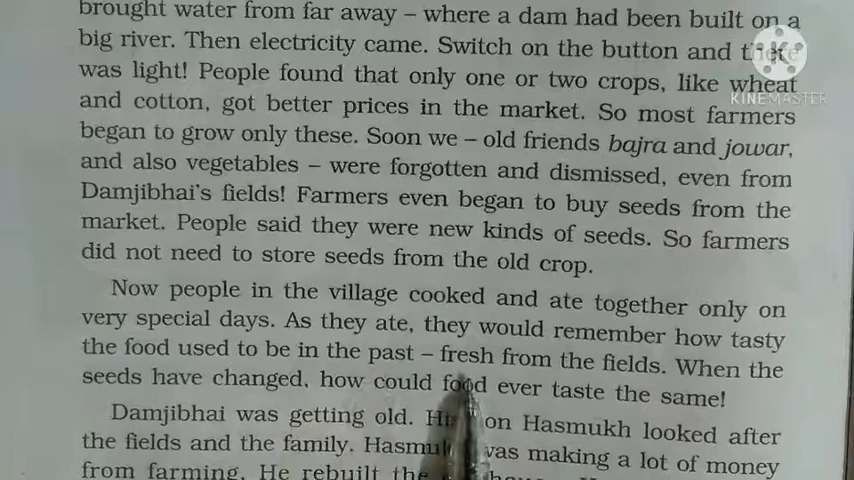 brought water from far away – where a dam had been built on a
big river. Then electricity came. Switch on the button and there
was light! People found that only one or two crops, like wheat
and cotton, got better prices in the market. So most farmers
began to grow only these. Soon we – old friends bajra and jowar,
and also vegetables – were forgotten and dismissed, even from
Damjibhai's fields! Farmers even began to buy seeds from the
market. People said they were new kinds of seeds. So farmers
did not need to store seeds from the old crop.
Now people in the village cooked and ate together only on
very special days. As they ate, they would remember how tasty
the food used to be in the past – fresh from the fields. When the
seeds have changed, how could food ever taste the same!
Damjibhai was getting old. His son Hasmukh looked after
the fields and the family. Hasmukh was making a lot of money
from farming. He rebuilt the
KINEMASTER